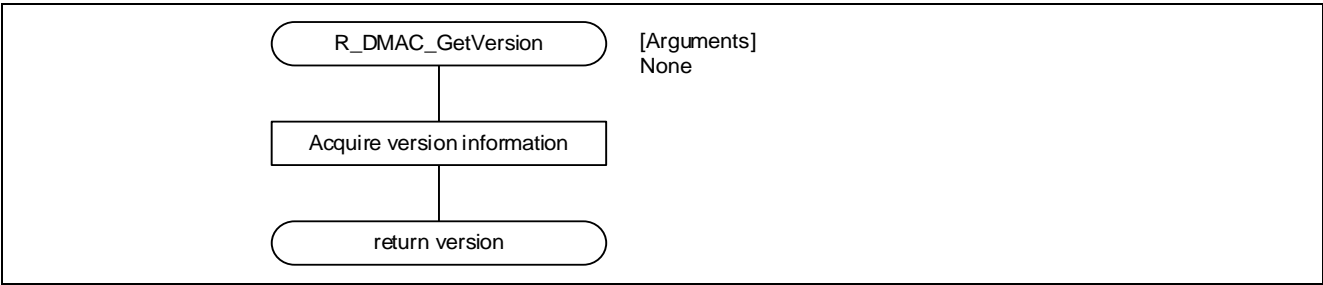 R_DMAC_GetVersion
[Arguments]
None
Acquire version information
return version